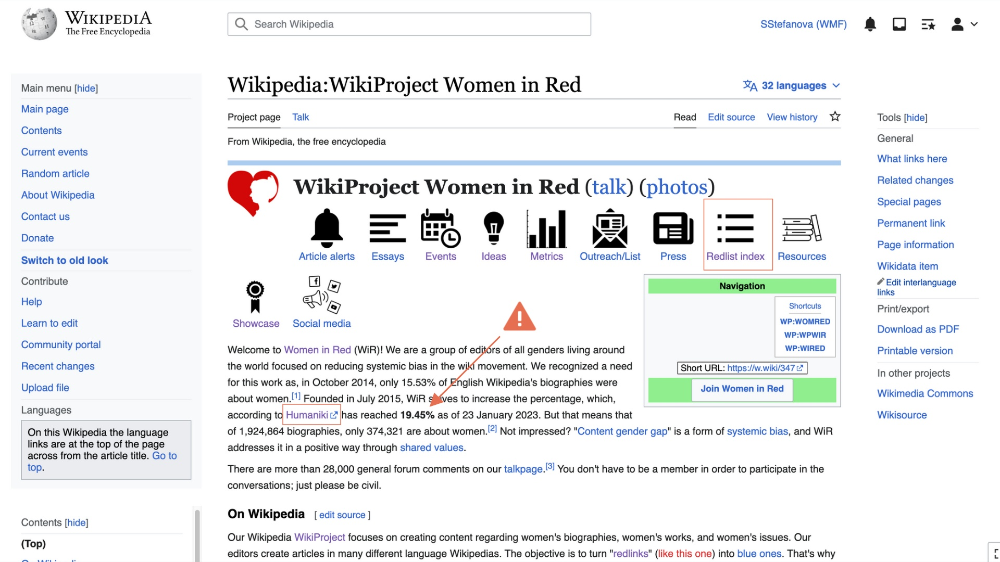 WIKIPEDIA
The Free Encyclopedia
Search Wikipedia
SStefanova (WMF)
Main menu [hide]
Main page
Contents
Current events
Random article
About Wikipedia
Contact us
Donate
Switch to old look
Contribute
Help
Learn to edit
Community portal
Recent changes
Upload file
Languages
On this Wikipedia the language
links are at the top of the page
across from the article title. Go to
top.
Contents [hide]
(Top)
Wikipedia:WikiProject Women in Red
32 languages
Project page Talk
Read Edit source View history
From Wikipedia, the free encyclopedia
WikiProject Women in Red (talk) (photos)
Article alerts Essays Events Ideas Metrics Outreach/List Press Redlist index Resources
Showcase Social media
Navigation
Shortcuts
WP:WOMRED
WP:WPWIR
WP:WIRED
Short URL: https://w.wiki/347
Join Women in Red
Welcome to Women in Red (WiR)! We are a group of editors of all genders living around
the world focused on reducing systemic bias in the wiki movement. We recognized a need
for this work as, in October 2014, only 15.53% of English Wikipedia's biographies were
about women.[1] Founded in July 2015, WiR strives to increase the percentage, which,
according to Humaniki has reached 19.45% as of 23 January 2023. But that means that
of 1,924,864 biographies, only 374,321 are about women.[2] Not impressed? "Content gender gap" is a form of systemic bias, and WiR
addresses it in a positive way through shared values.
There are more than 28,000 general forum comments on our talkpage.[3] You don't have to be a member in order to participate in the
conversations; just please be civil.
On Wikipedia [ edit source ]
Our Wikipedia WikiProject focuses on creating content regarding women's biographies, women's works, and women's issues. Our
editors create articles in many different language Wikipedias. The objective is to turn "redlinks" (like this one) into blue ones. That's why
Tools [hide]
General
What links here
Related changes
Special pages
Permanent link
Page information
Wikidata item
Edit interlanguage
links
Print/export
Download as PDF
Printable version
In other projects
Wikimedia Commons
Wikisource